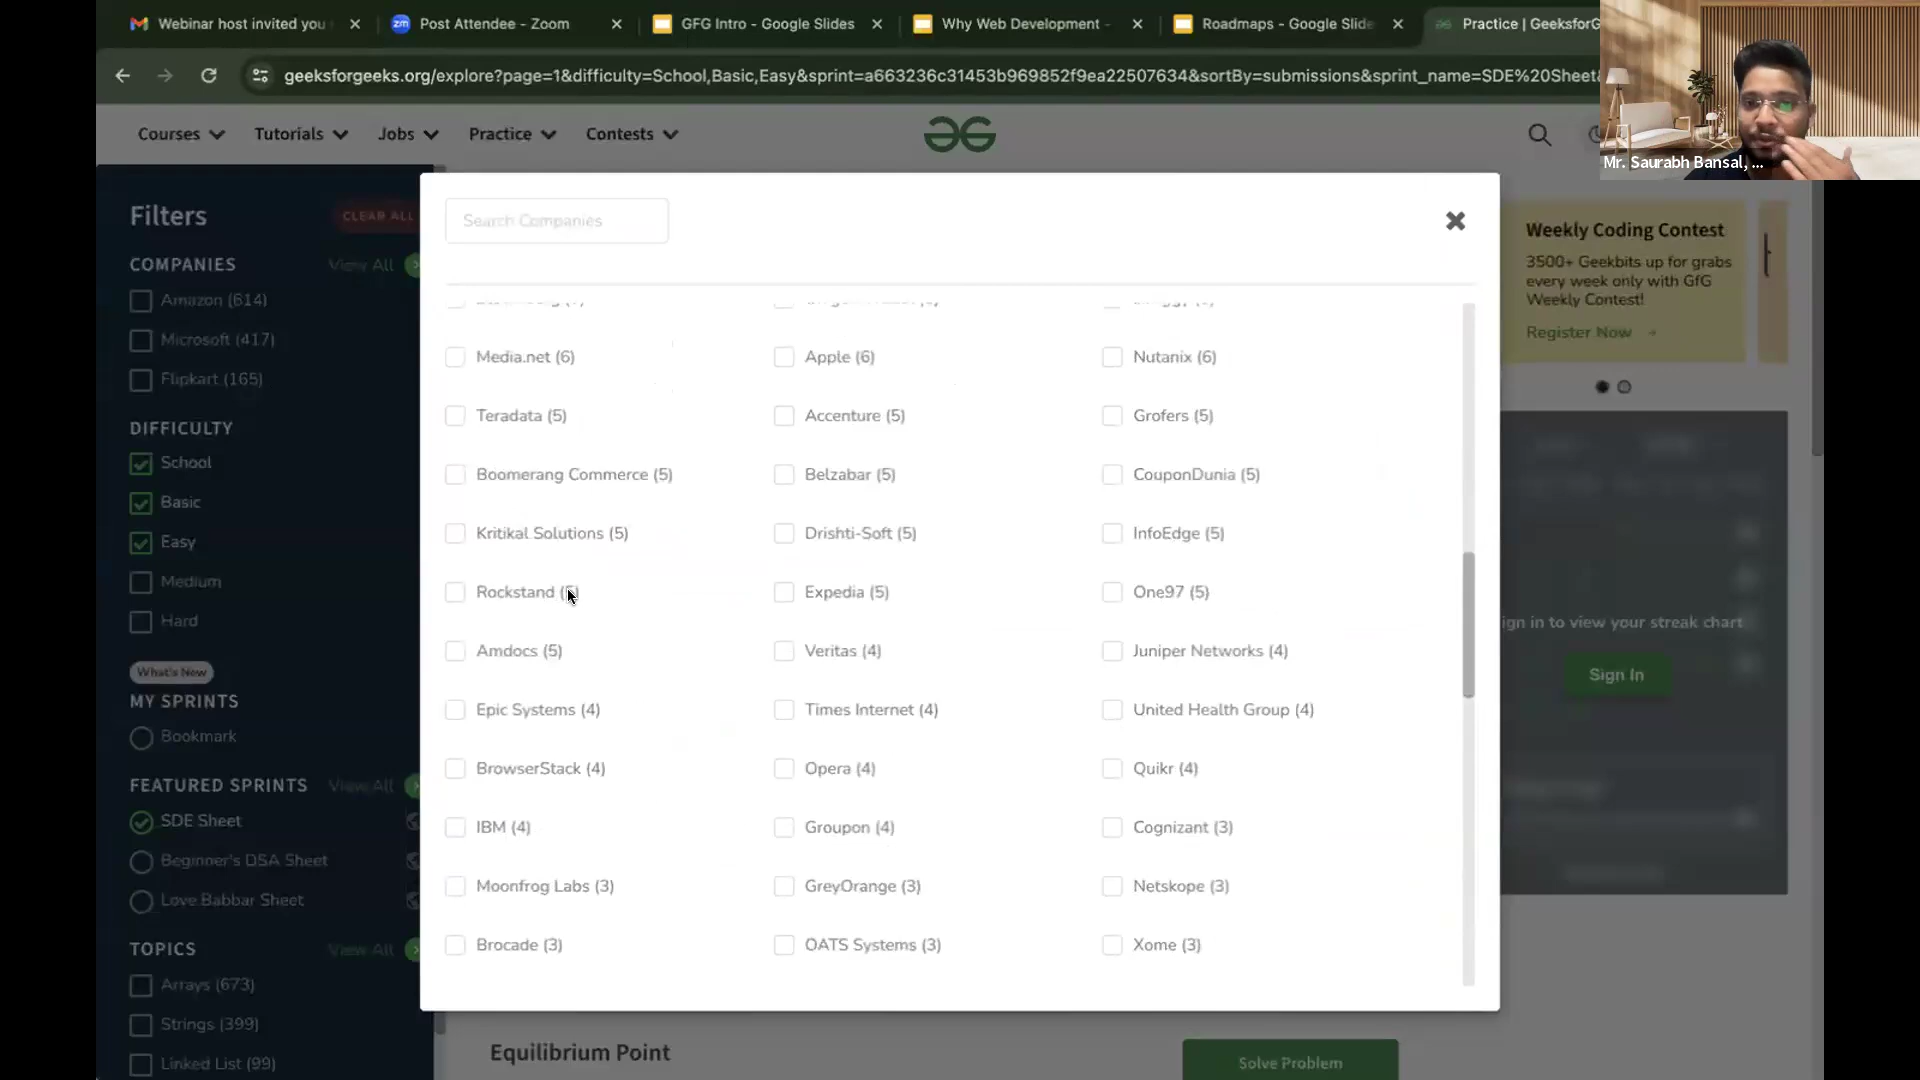 Webinar host invited you
Post Attendee - Zoom
GFG Intro - Google Slides
Why Web Development -
Roadmaps - Google Slide
Practice | GeeksforG
geeksforgeeks.org/explore?page=1&difficulty=School,Basic,Easy&sprint=a663236c31453b969852f9ea22507634&sortBy=submissions&sprint_name=SDE%20Sheet&
Mr. Saurabh Bansal, ...
Courses
Tutorials
Jobs
Practice
Contests
Filters
CLEAR ALL
COMPANIES
View All
Amazon (614)
Microsoft (417)
Flipkart (165)
DIFFICULTY
School
Basic
Easy
Medium
Hard
What's New
MY SPRINTS
Bookmark
FEATURED SPRINTS
View All
SDE Sheet
Beginner's DSA Sheet
Love Babbar Sheet
TOPICS
View All
Arrays (673)
Strings (399)
Linked List (99)
Search Companies
Media.net (6)
Apple (6)
Nutanix (6)
Teradata (5)
Accenture (5)
Grofers (5)
Boomerang Commerce (5)
Belzabar (5)
CouponDunia (5)
Kritikal Solutions (5)
Drishti-Soft (5)
InfoEdge (5)
Rockstand
Expedia (5)
One97 (5)
Amdocs (5)
Veritas (4)
Juniper Networks (4)
Epic Systems (4)
Times Internet (4)
United Health Group (4)
BrowserStack (4)
Opera (4)
Quikr (4)
IBM (4)
Groupon (4)
Cognizant (3)
Moonfrog Labs (3)
GreyOrange (3)
Netskope (3)
Brocade (3)
OATS Systems (3)
Xome (3)
Weekly Coding Contest
3500+ Geekbits up for grabs
every week only with GfG
Weekly Contest!
Register Now
ign in to view your streak chart
Sign In
Equilibrium Point
Solve Problem